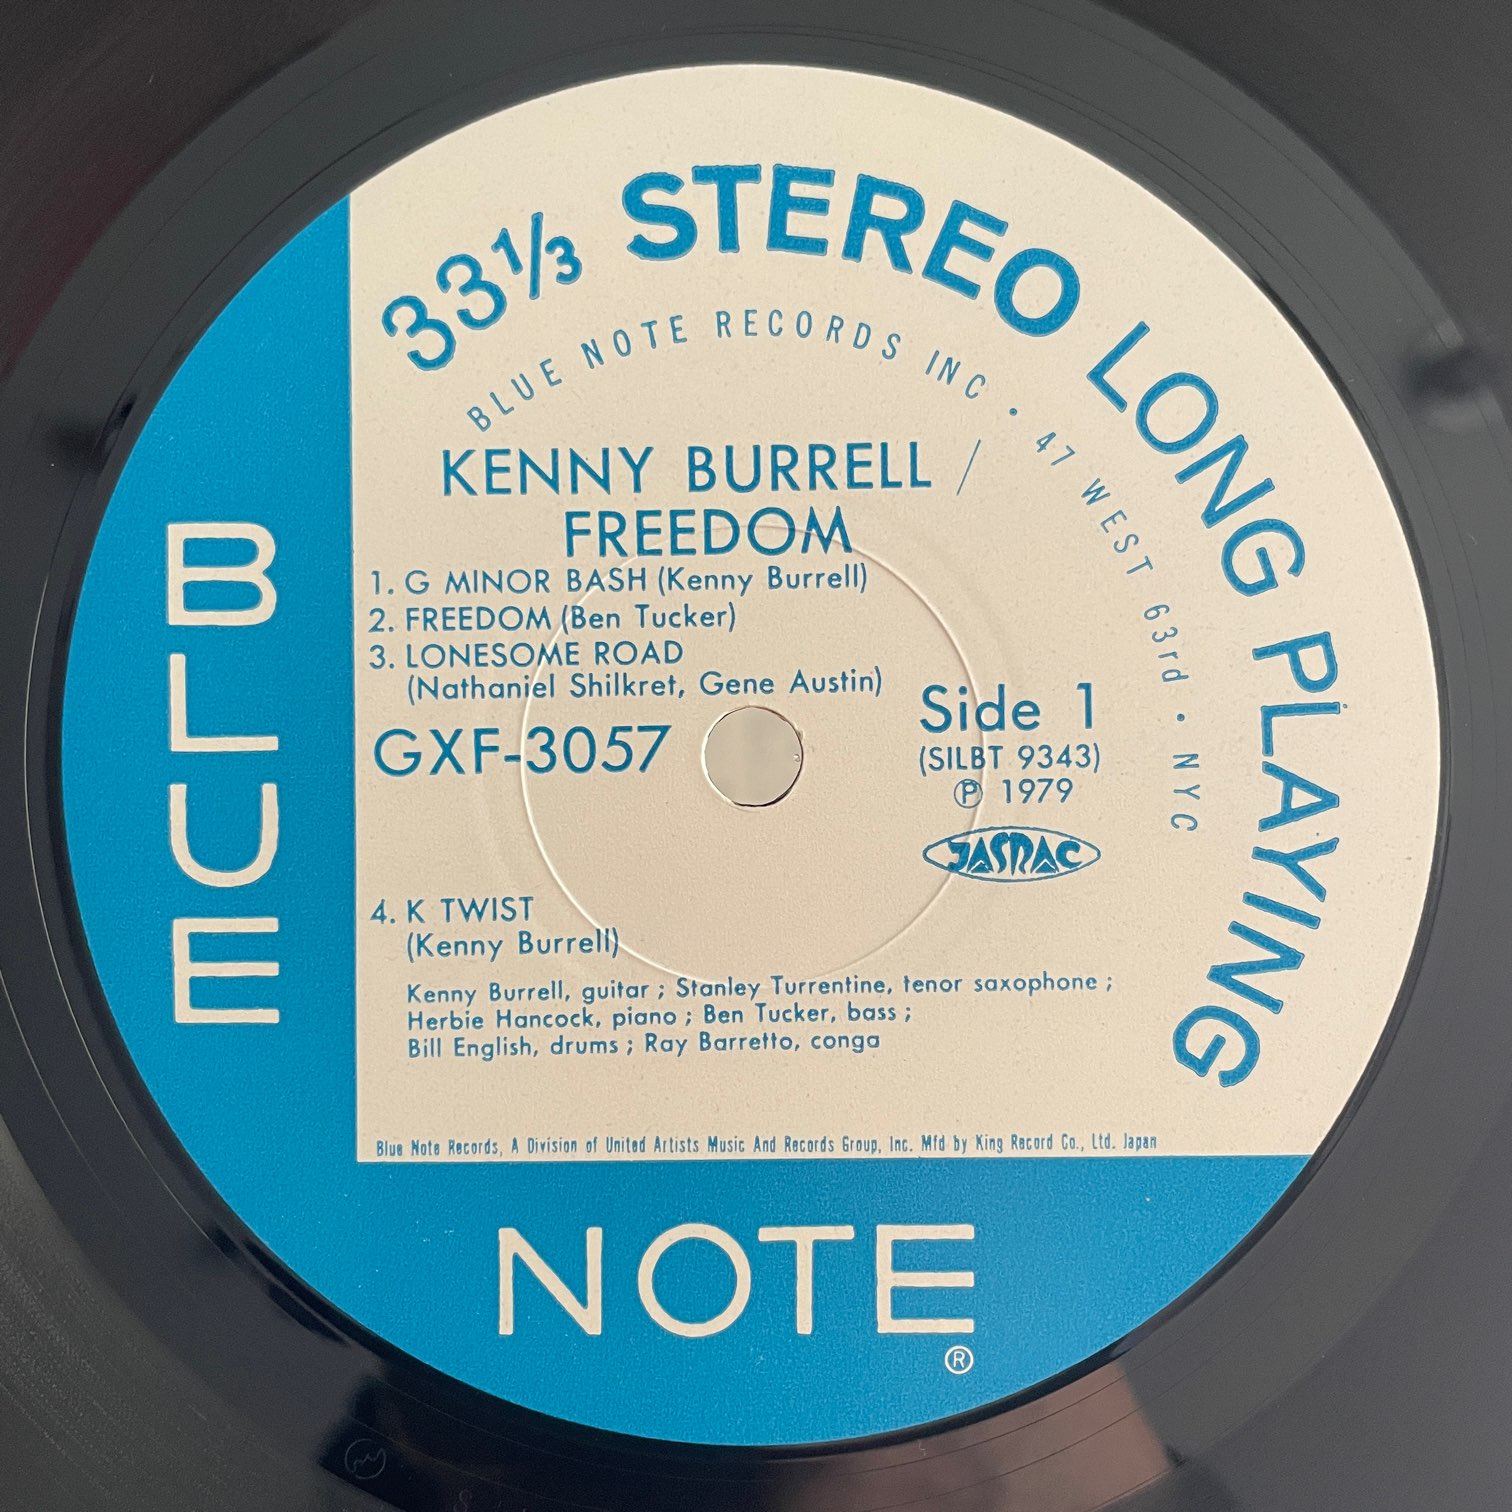 33⅓ STEREO LONG PLAYING
BLUE NOTE RECORDS INC • 47 WEST 63rd • NYC
KENNY BURRELL /
FREEDOM
1. G MINOR BASH (Kenny Burrell)
2. FREEDOM (Ben Tucker)
3. LONESOME ROAD
(Nathaniel Shilkret, Gene Austin)
GXF-3057
Side 1
(SILBT 9343)
Ⓟ 1979
JASRAC
4. K TWIST
(Kenny Burrell)
Kenny Burrell, guitar ; Stanley Turrentine, tenor saxophone ;
Herbie Hancock, piano ; Ben Tucker, bass ;
Bill English, drums ; Ray Barretto, conga
Blue Note Records, A Division of United Artists Music And Records Group, Inc. Mfd by King Record Co., Ltd. Japan
BLUE
NOTE
®